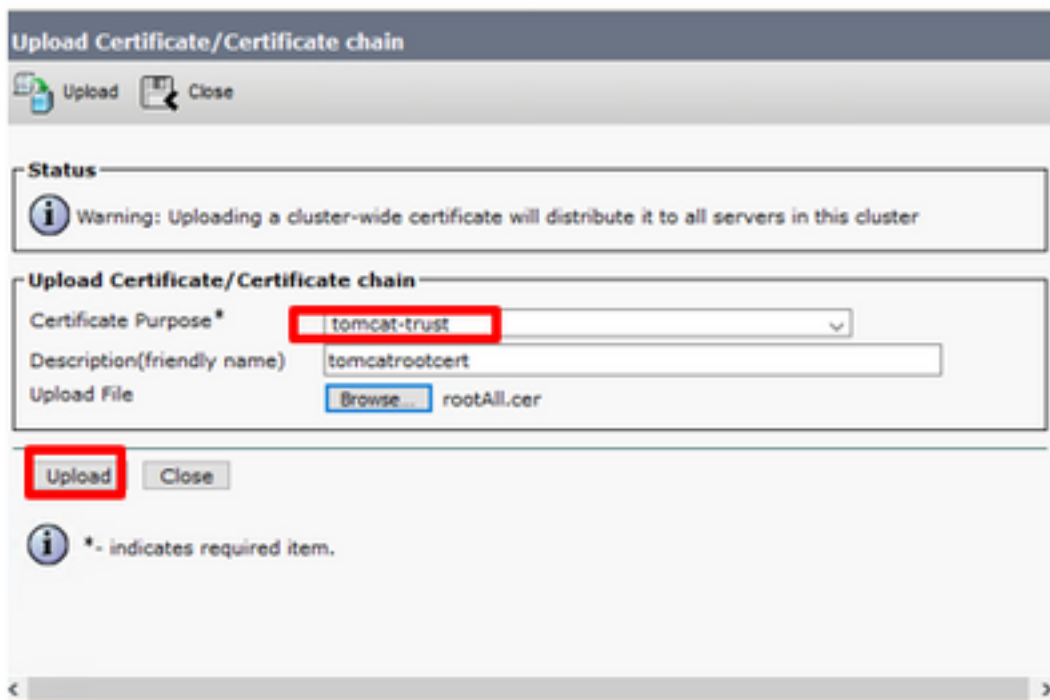 Upload Certificate/Certificate chain
Upload Close
Status
Warning: Uploading a cluster-wide certificate will distribute it to all servers in this cluster
Upload Certificate/Certificate chain
Certificate Purpose* tomcat-trust
Description(friendly name) tomcatrootcert
Upload File Browse... rootAll.cer
Upload Close
*- indicates required item.